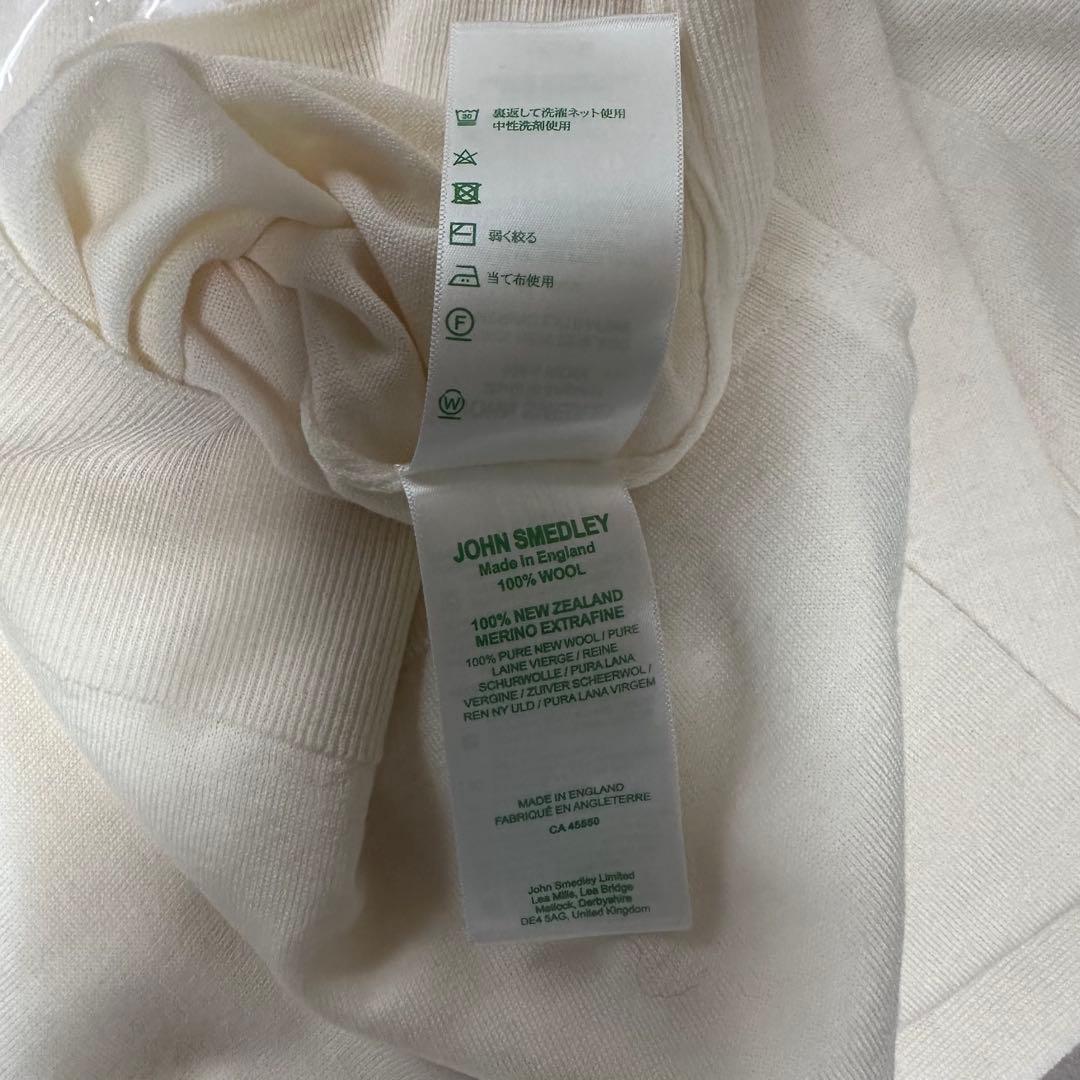 30
裏返して洗濯ネット使用
中性洗剤使用
弱く絞る
当て布使用
F
W
JOHN SMEDLEY
Made in England
100% WOOL
100% NEW ZEALAND
MERINO EXTRAFINE
100% PURE NEW WOOL / PURE
LAINE VIERGE / REINE
SCHURWOLLE / PURA LANA
VERGINE / ZUIVER SCHEERWOL /
REN NY ULD / PURA LANA VIRGEM
MADE IN ENGLAND
FABRIQUÉ EN ANGLETERRE
CA 45550
John Smedley Limited
Lea Mills, Lea Bridge
Matlock, Derbyshire
DE4 5AG, United Kingdom